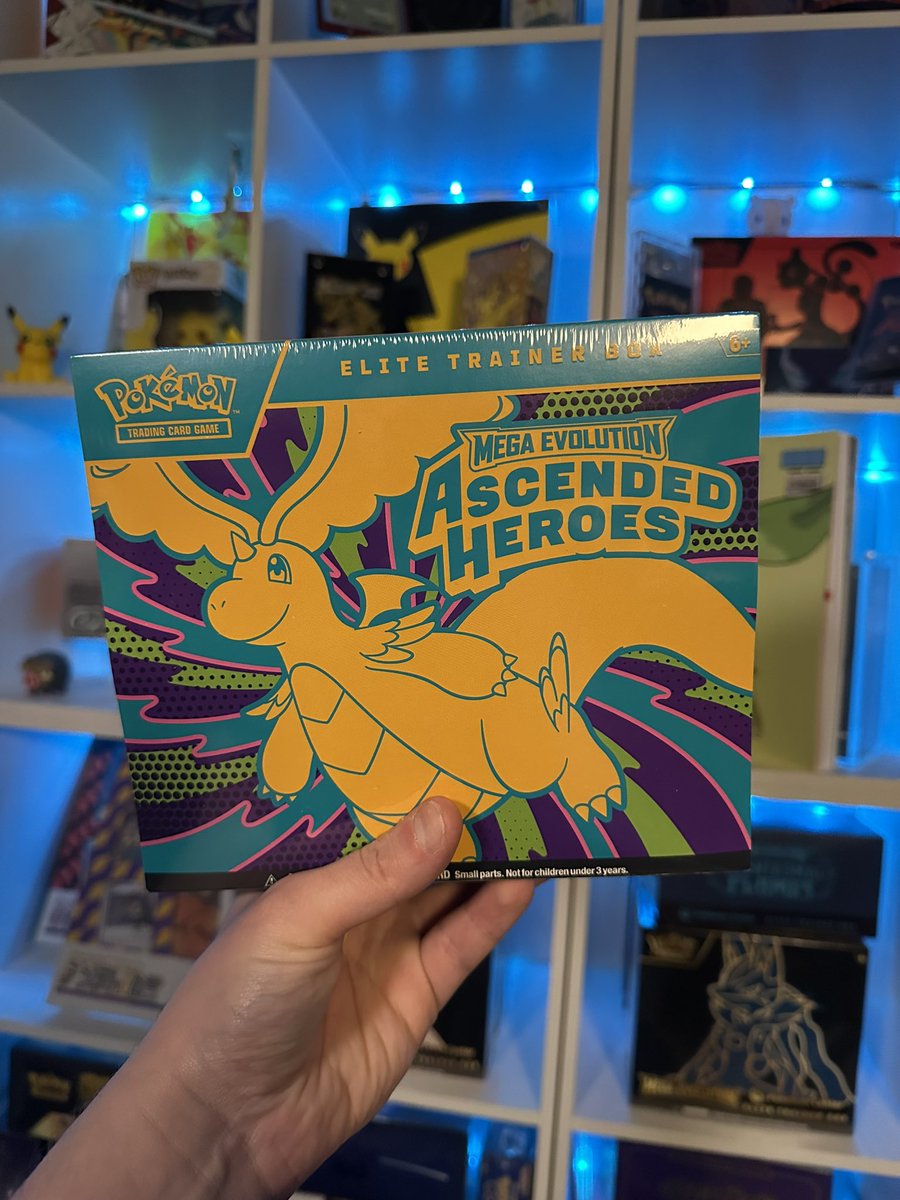 ELITE TRAINER BOX
6+
POKÉMON
TM
TRADING CARD GAME
MEGA EVOLUTION
ASCENDED
HEROES
Small parts. Not for children under 3 years.